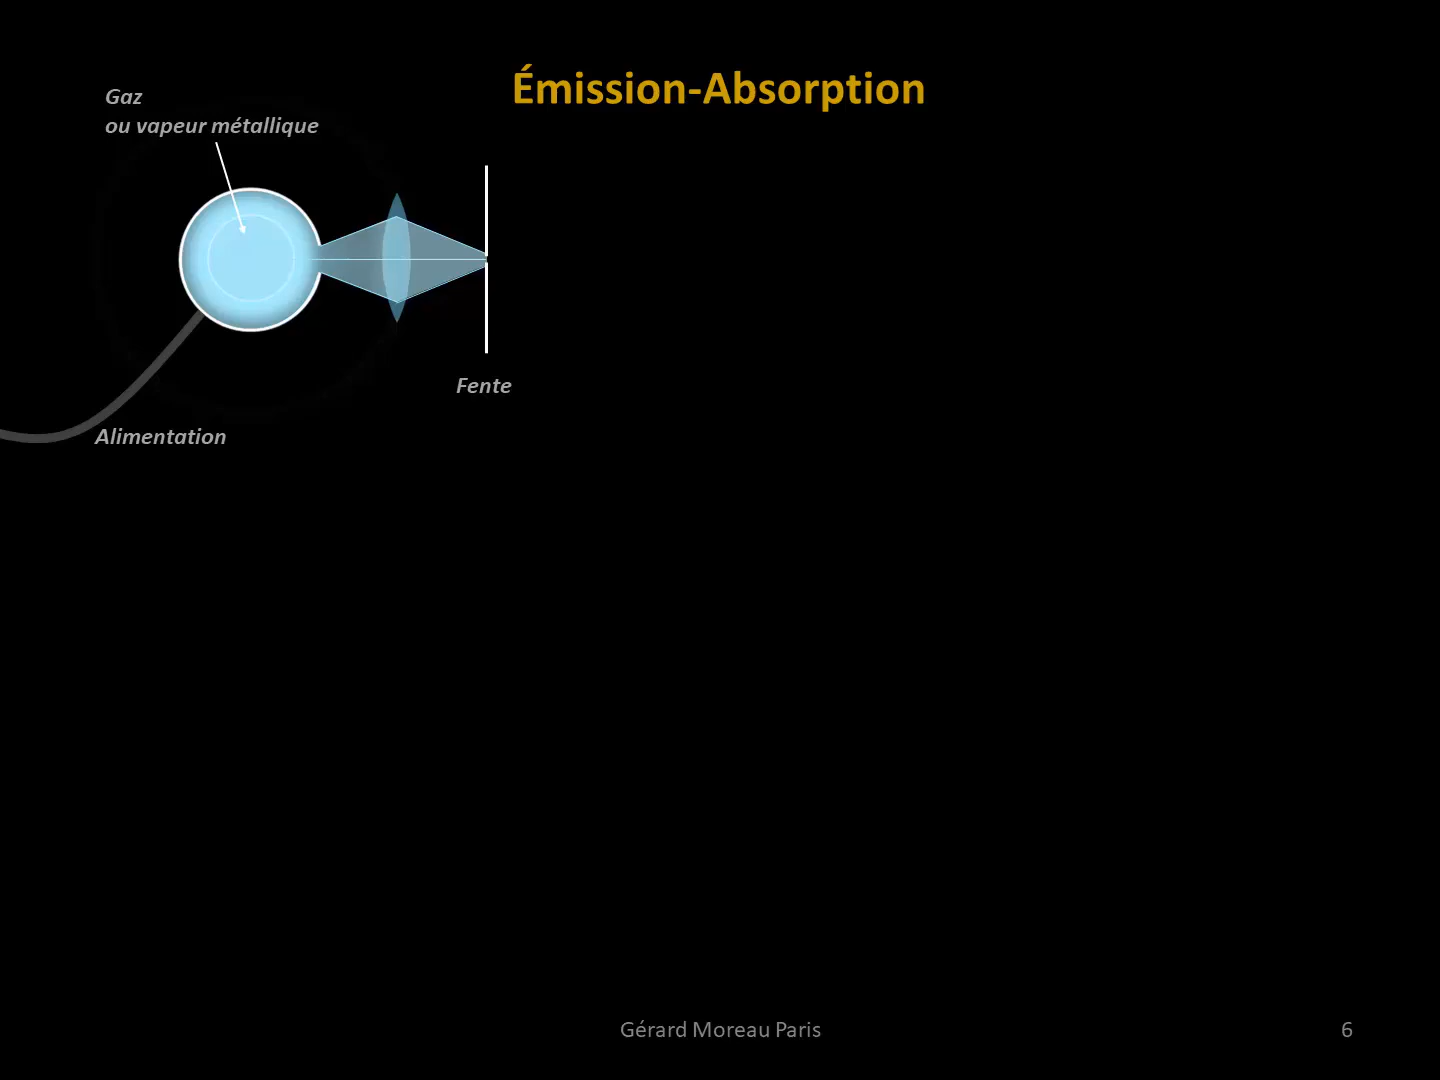 Émission-Absorption
Gaz
ou vapeur métallique
Fente
Alimentation
Gérard Moreau Paris
6